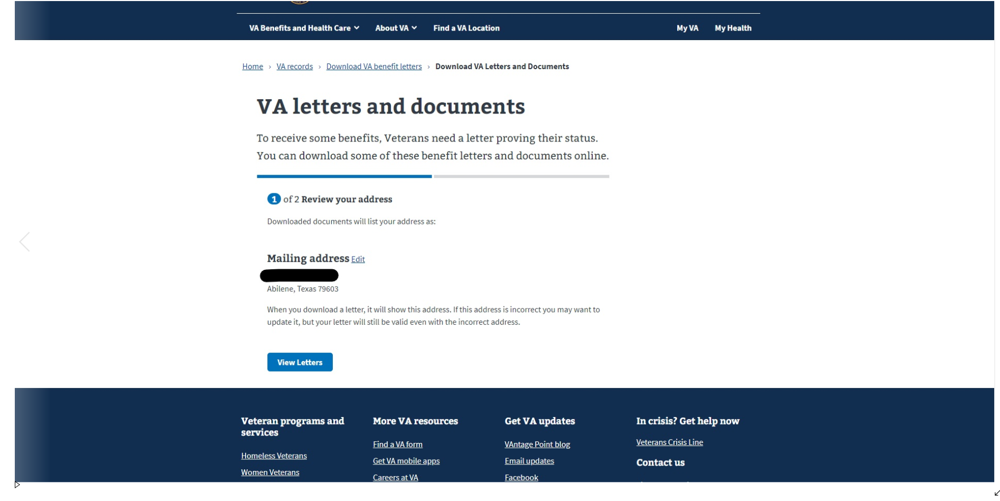 VA Benefits and Health Care About VA Find a VA Location My VA My Health
Home › VA records › Download VA benefit letters › Download VA Letters and Documents
VA letters and documents
To receive some benefits, Veterans need a letter proving their status.
You can download some of these benefit letters and documents online.
1 of 2 Review your address
Downloaded documents will list your address as:
Mailing address Edit
Abilene, Texas 79603
When you download a letter, it will show this address. If this address is incorrect you may want to
update it, but your letter will still be valid even with the incorrect address.
View Letters
Veteran programs and
services
Homeless Veterans
Women Veterans
More VA resources
Find a VA form
Get VA mobile apps
Careers at VA
Get VA updates
VAntage Point blog
Email updates
Facebook
In crisis? Get help now
Veterans Crisis Line
Contact us